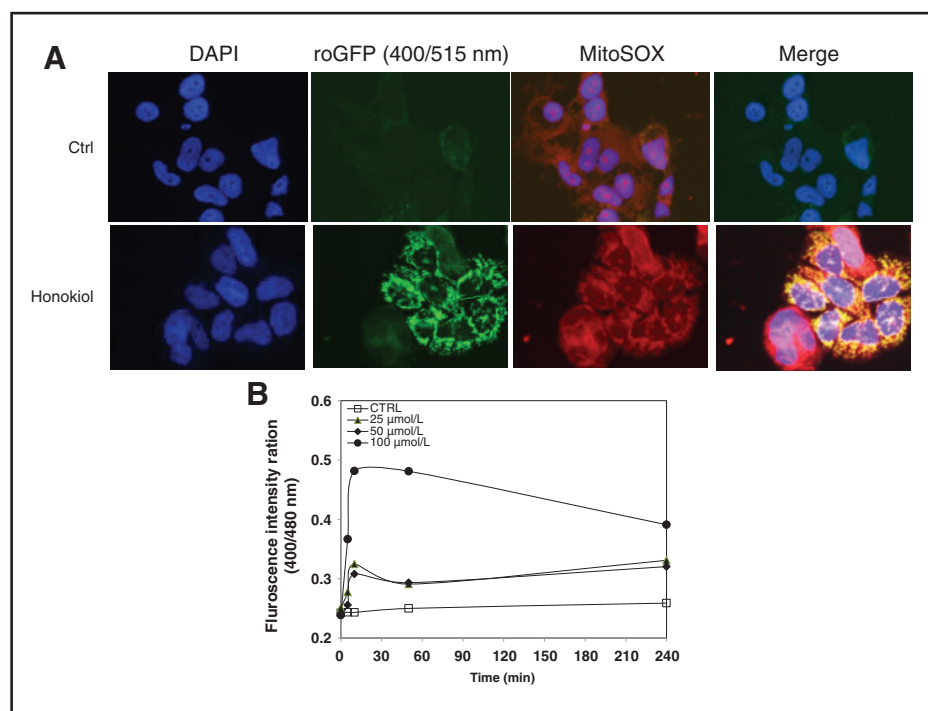 A
DAPI roGFP (400/515 nm) MitoSOX Merge
Ctrl
Honokiol
B
Fluroscence intensity ration
(400/480 nm)
0.6
0.5
0.4
0.3
0.2
CTRL
25 µmol/L
50 µmol/L
100 µmol/L
0 30 60 90 120 150 180 210 240
Time (min)